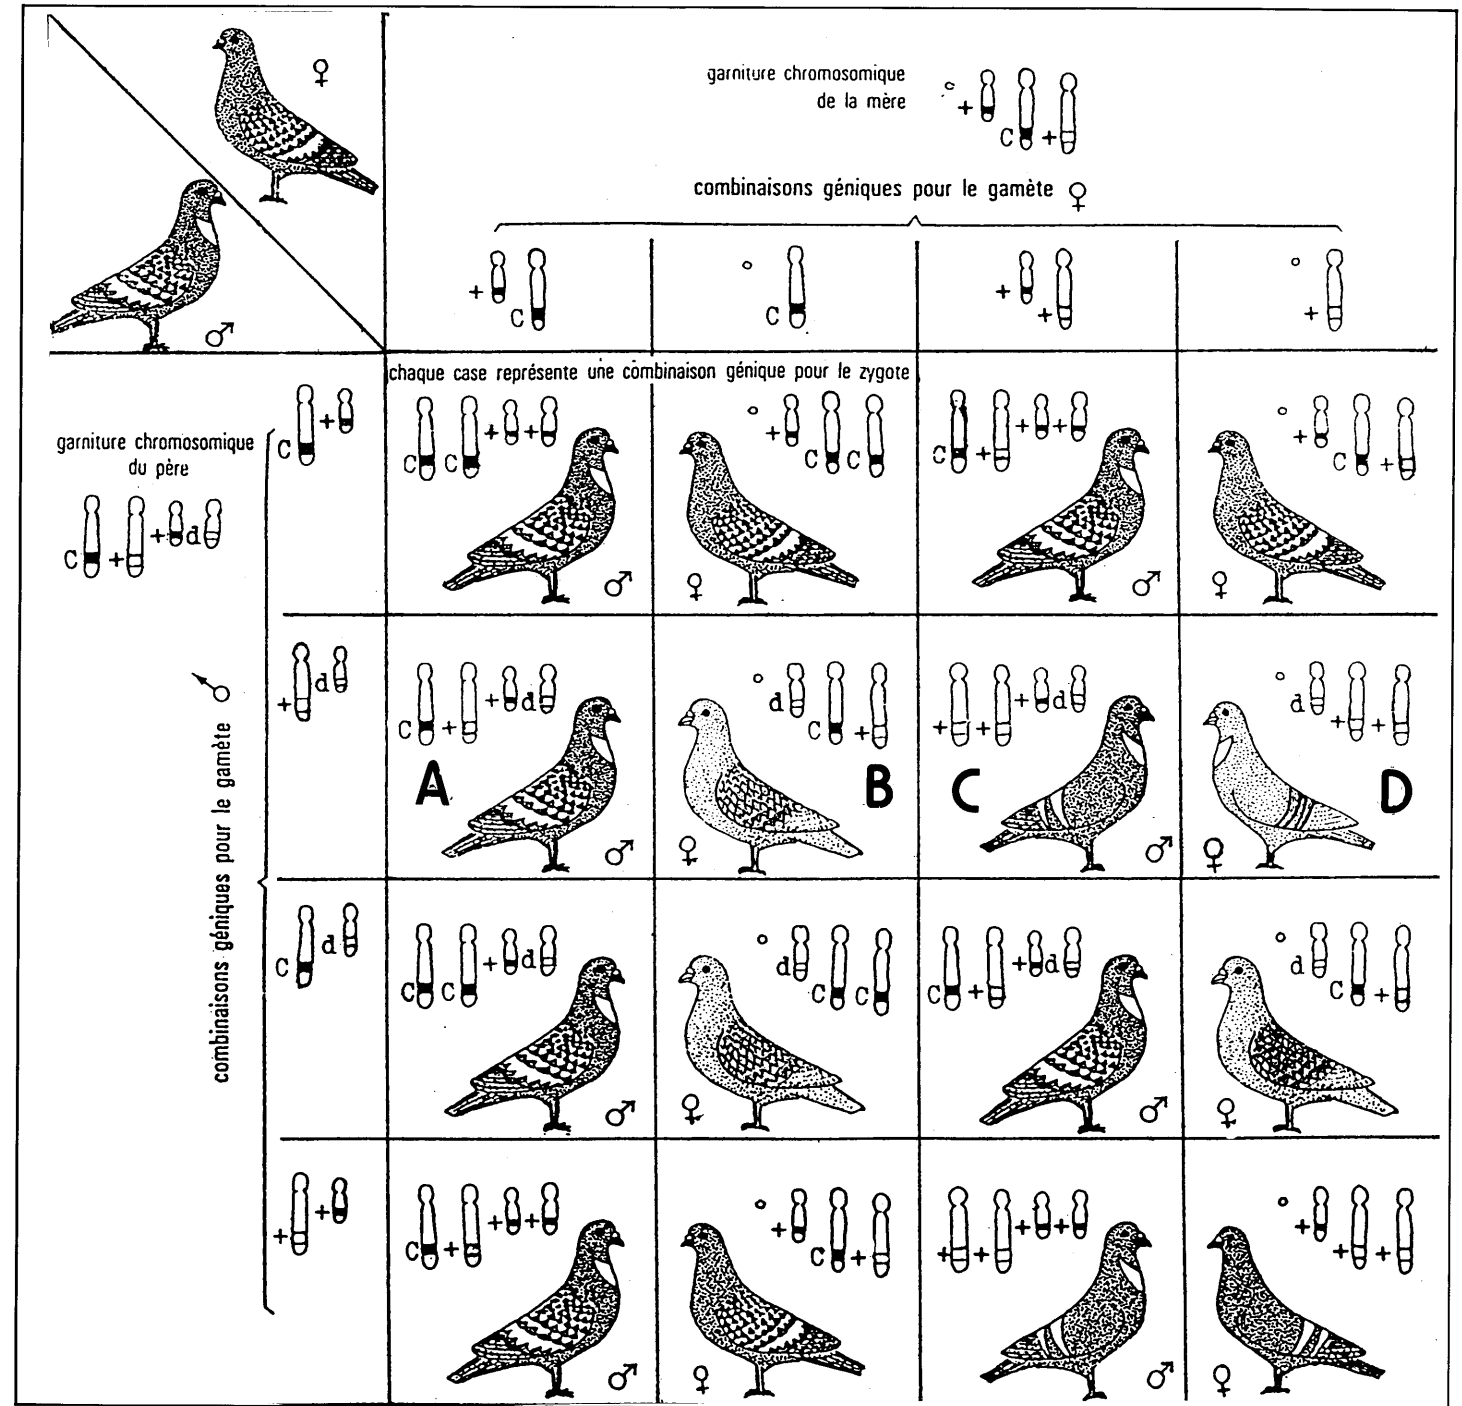 ♀
♂
garniture chromosomique
de la mère
+ C +
combinaisons géniques pour le gamète ♀
+ C
C
+ +
+
chaque case représente une combinaison génique pour le zygote
garniture chromosomique
du père
C + + d
combinaisons géniques pour le gamète ♂
C +
C C + + ♂
+ C C ♀
C + + + ♂
+ C + ♀
+ d
C + + d A ♂
d C + B ♀
+ + + d C ♂
d + + D ♀
C d
C C + d ♂
d C C ♀
C + + d ♂
d C + ♀
+ +
C + + + ♂
+ C + ♀
+ + + + ♂
+ + + ♀